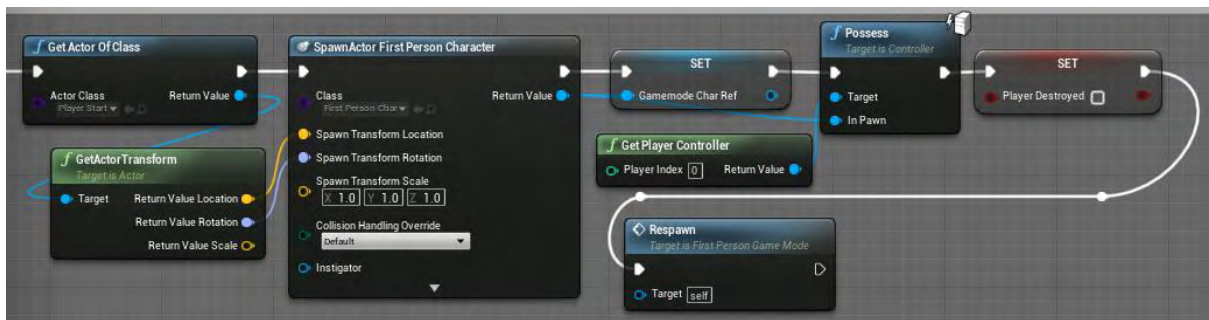 f Get Actor Of Class
Actor Class
Player Start
Return Value
f GetActorTransform
Target is Actor
Target
Return Value Location
Return Value Rotation
Return Value Scale
SpawnActor First Person Character
Class
First Person Char
Return Value
Spawn Transform Location
Spawn Transform Rotation
Spawn Transform Scale
X 1.0 Y 1.0 Z 1.0
Collision Handling Override
Default
Instigator
SET
Gamemode Char Ref
f Get Player Controller
Player Index 0 Return Value
f Possess
Target is Controller
Target
In Pawn
SET
Player Destroyed
Respawn
Target is First Person Game Mode
Target self